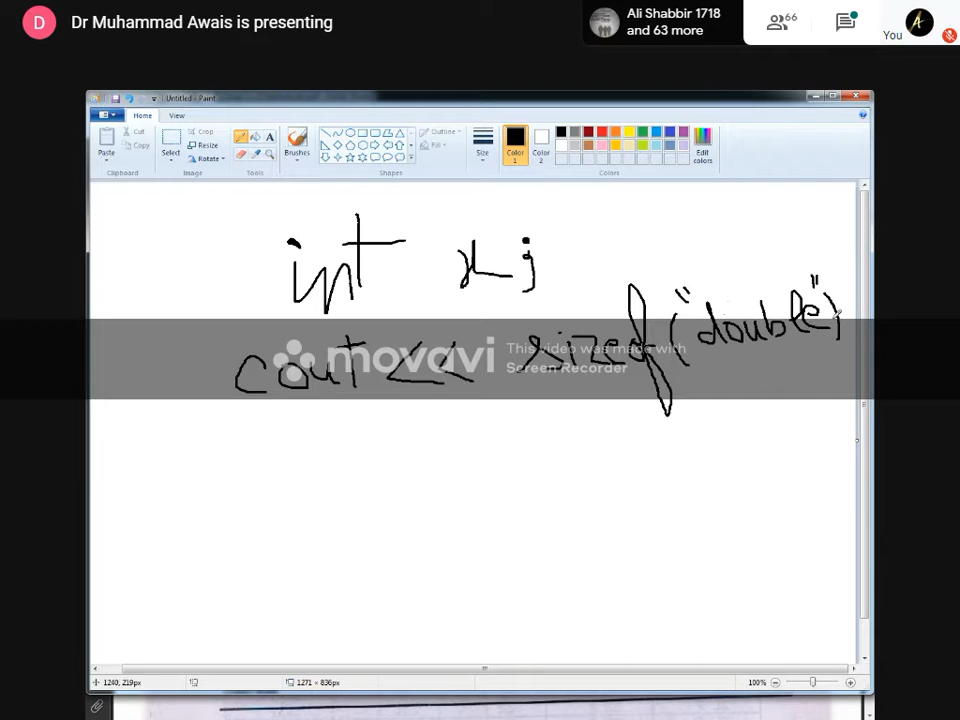 D Dr Muhammad Awais is presenting
Ali Shabbir 1718
and 63 more
66
A
You
Untitled - Paint
Home View
Paste
Cut
Copy
Clipboard
Select
Crop
Resize
Rotate
Image
A
Tools
Brushes
Outline
Fill
Shapes
Size
Color
1
Color
2
Edit
colors
Colors
int x;
cout << sizeof("double")
movavi
This video was made with
Screen Recorder
1240, 219px
1271 × 836px
100%